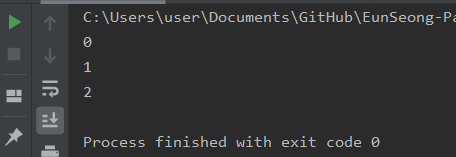 C:\Users\user\Documents\GitHub\EunSeong-Pa
0
1
2
Process finished with exit code 0